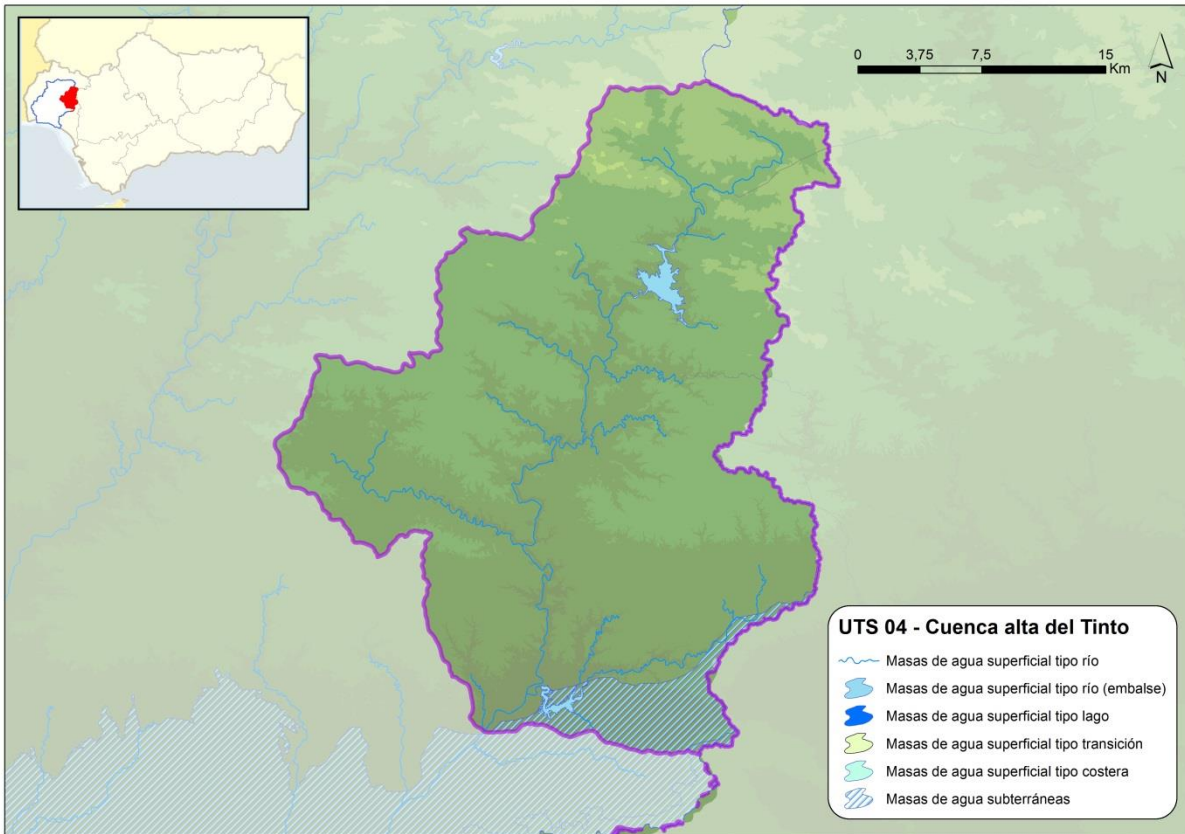 0 3,75 7,5 15
Km
N
UTS 04 - Cuenca alta del Tinto
Masas de agua superficial tipo río
Masas de agua superficial tipo río (embalse)
Masas de agua superficial tipo lago
Masas de agua superficial tipo transición
Masas de agua superficial tipo costera
Masas de agua subterráneas